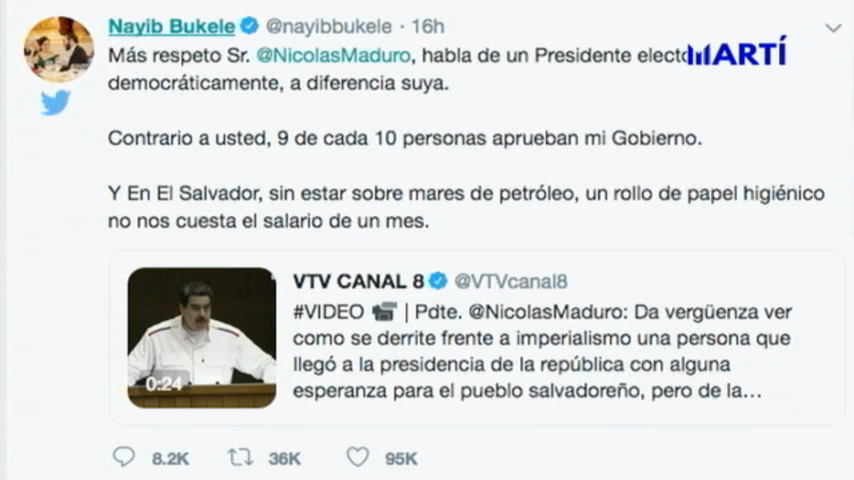 Nayib Bukele @nayibbukele · 16h
Más respeto Sr. @NicolasMaduro, habla de un Presidente electo
MARTÍ
democráticamente, a diferencia suya.
Contrario a usted, 9 de cada 10 personas aprueban mi Gobierno.
Y En El Salvador, sin estar sobre mares de petróleo, un rollo de papel higiénico
no nos cuesta el salario de un mes.
VTV CANAL 8 @VTVcanal8
#VIDEO 📹 | Pdte. @NicolasMaduro: Da vergüenza ver
como se derrite frente a imperialismo una persona que
llegó a la presidencia de la república con alguna
esperanza para el pueblo salvadoreño, pero de la...
0:24
8.2K 36K 95K